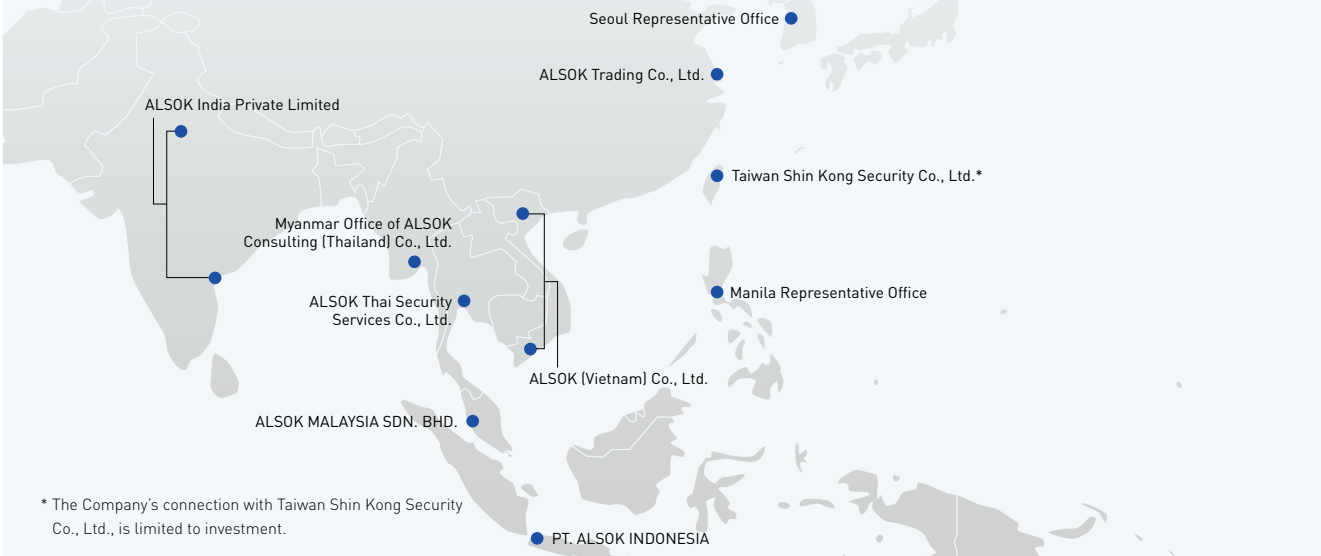 Seoul Representative Office
ALSOK Trading Co., Ltd.
ALSOK India Private Limited
Taiwan Shin Kong Security Co., Ltd.*
Myanmar Office of ALSOK
Consulting (Thailand) Co., Ltd.
Manila Representative Office
ALSOK Thai Security
Services Co., Ltd.
ALSOK (Vietnam) Co., Ltd.
ALSOK MALAYSIA SDN. BHD.
* The Company’s connection with Taiwan Shin Kong Security
Co., Ltd., is limited to investment.
PT. ALSOK INDONESIA